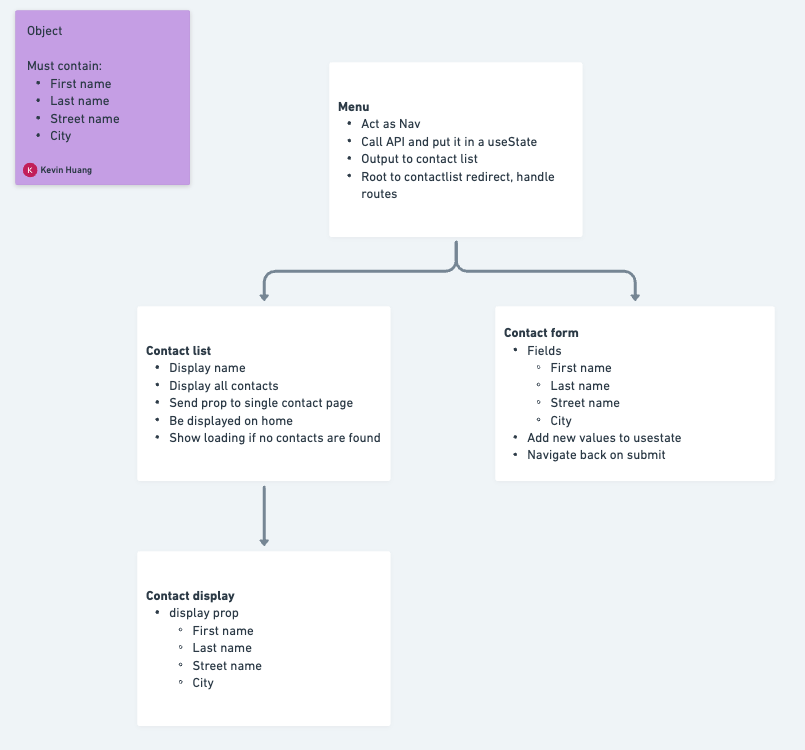 Object
Must contain:
• First name
• Last name
• Street name
• City
K Kevin Huang
Menu
• Act as Nav
• Call API and put it in a useState
• Output to contact list
• Root to contactlist redirect, handle
routes
Contact list
• Display name
• Display all contacts
• Send prop to single contact page
• Be displayed on home
• Show loading if no contacts are found
Contact form
• Fields
◦ First name
◦ Last name
◦ Street name
◦ City
• Add new values to usestate
• Navigate back on submit
Contact display
• display prop
◦ First name
◦ Last name
◦ Street name
◦ City